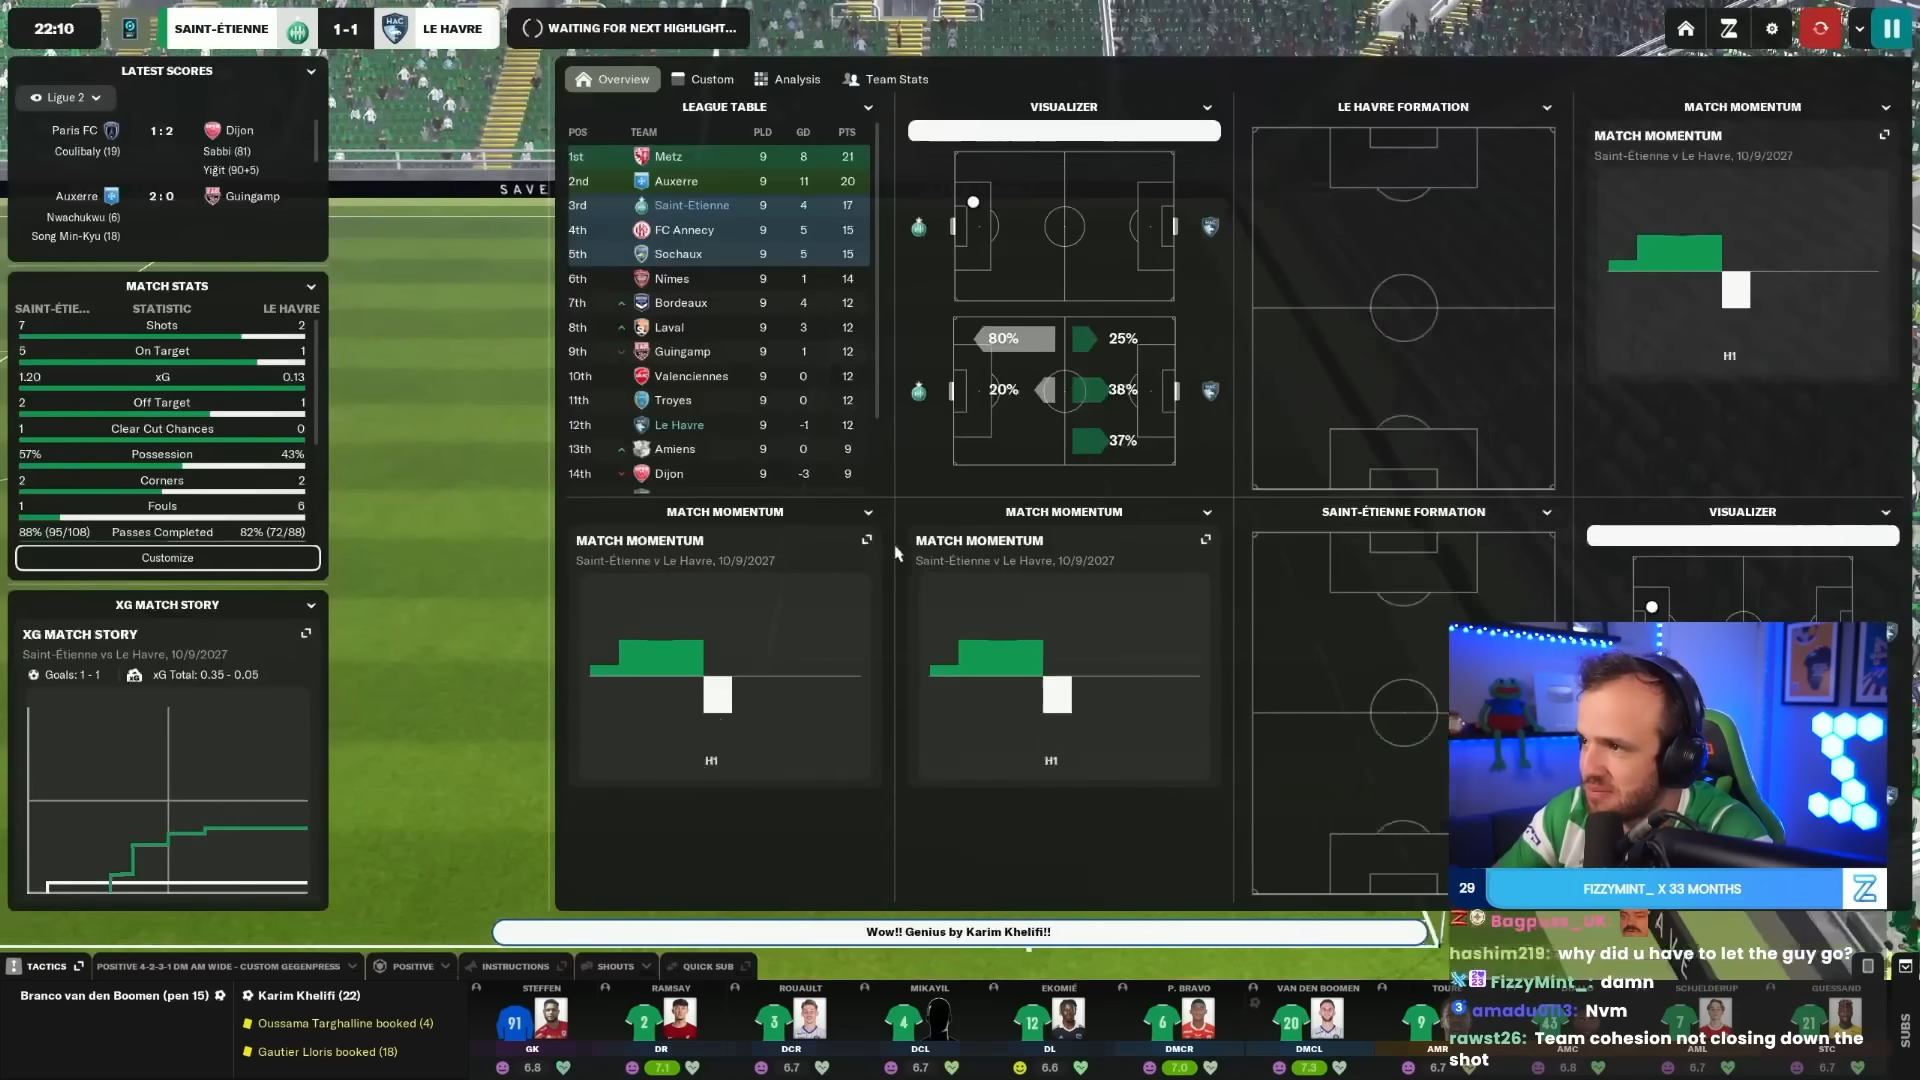 22:10
SAINT-ÉTIENNE
1-1
HAC
LE HAVRE
WAITING FOR NEXT HIGHLIGHT...
LATEST SCORES
Ligue 2
Paris FC 1 : 2 Dijon
Coulibaly (19) Sabbi (81)
Yiğit (90+5)
Auxerre 2 : 0 Guingamp
Nwachukwu (6)
Song Min-Kyu (18)
MATCH STATS
SAINT-ÉTIE... STATISTIC LE HAVRE
7 Shots 2
5 On Target 1
1.20 xG 0.13
2 Off Target 1
1 Clear Cut Chances 0
57% Possession 43%
2 Corners 2
1 Fouls 6
88% (95/108) Passes Completed 82% (72/88)
Customize
XG MATCH STORY
XG MATCH STORY
Saint-Étienne vs Le Havre, 10/9/2027
Goals: 1 - 1 xG Total: 0.35 - 0.05
SAVE
Overview Custom Analysis Team Stats
LEAGUE TABLE
POS TEAM PLD GD PTS
1st Metz 9 8 21
2nd Auxerre 9 11 20
3rd Saint-Etienne 9 4 17
4th FC Annecy 9 5 15
5th Sochaux 9 5 15
6th Nîmes 9 1 14
7th Bordeaux 9 4 12
8th Laval 9 3 12
9th Guingamp 9 1 12
10th Valenciennes 9 0 12
11th Troyes 9 0 12
12th Le Havre 9 -1 12
13th Amiens 9 0 9
14th Dijon 9 -3 9
VISUALIZER
80% 25%
20% 38%
37%
LE HAVRE FORMATION
MATCH MOMENTUM
MATCH MOMENTUM
Saint-Étienne v Le Havre, 10/9/2027
H1
MATCH MOMENTUM
MATCH MOMENTUM
Saint-Étienne v Le Havre, 10/9/2027
H1
MATCH MOMENTUM
MATCH MOMENTUM
Saint-Étienne v Le Havre, 10/9/2027
H1
SAINT-ÉTIENNE FORMATION
VISUALIZER
29
FIZZYMINT_ X 33 MONTHS
Z
Wow!! Genius by Karim Khelifi!!
Bagpuss_UK:
hashim219: why did u have to let the guy go?
FizzyMint_: damn
amadu0113: Nvm
rawst26: Team cohesion not closing down the
shot
TACTICS
POSITIVE 4-2-3-1 DM AM WIDE - CUSTOM GEGENPRESS
POSITIVE
INSTRUCTIONS
SHOUTS
QUICK SUB
Branco van den Boomen (pen 15)
Karim Khelifi (22)
Oussama Targhalline booked (4)
Gautier Lloris booked (18)
STEFFEN RAMSAY ROUAULT MIKAYIL EKOMIÉ P. BRAVO VAN DEN BOOMEN TOURE SCHJELDERUP GUESSAND
91 2 3 4 12 6 20 9 43 7 21
GK DR DCR DCL DL DMCR DMCL AMR AMC AML STC
6.8 7.1 6.7 6.7 6.6 7.0 7.3 6.7 6.8 6.7 6.7
SUBS